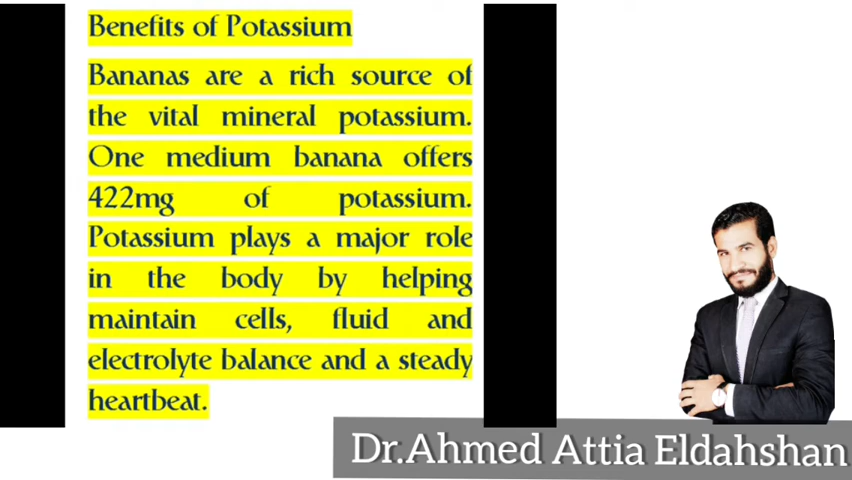 Benefits of Potassium
Bananas are a rich source of
the vital mineral potassium.
One medium banana offers
422mg of potassium.
Potassium plays a major role
in the body by helping
maintain cells, fluid and
electrolyte balance and a steady
heartbeat.
Dr.Ahmed Attia Eldahshan